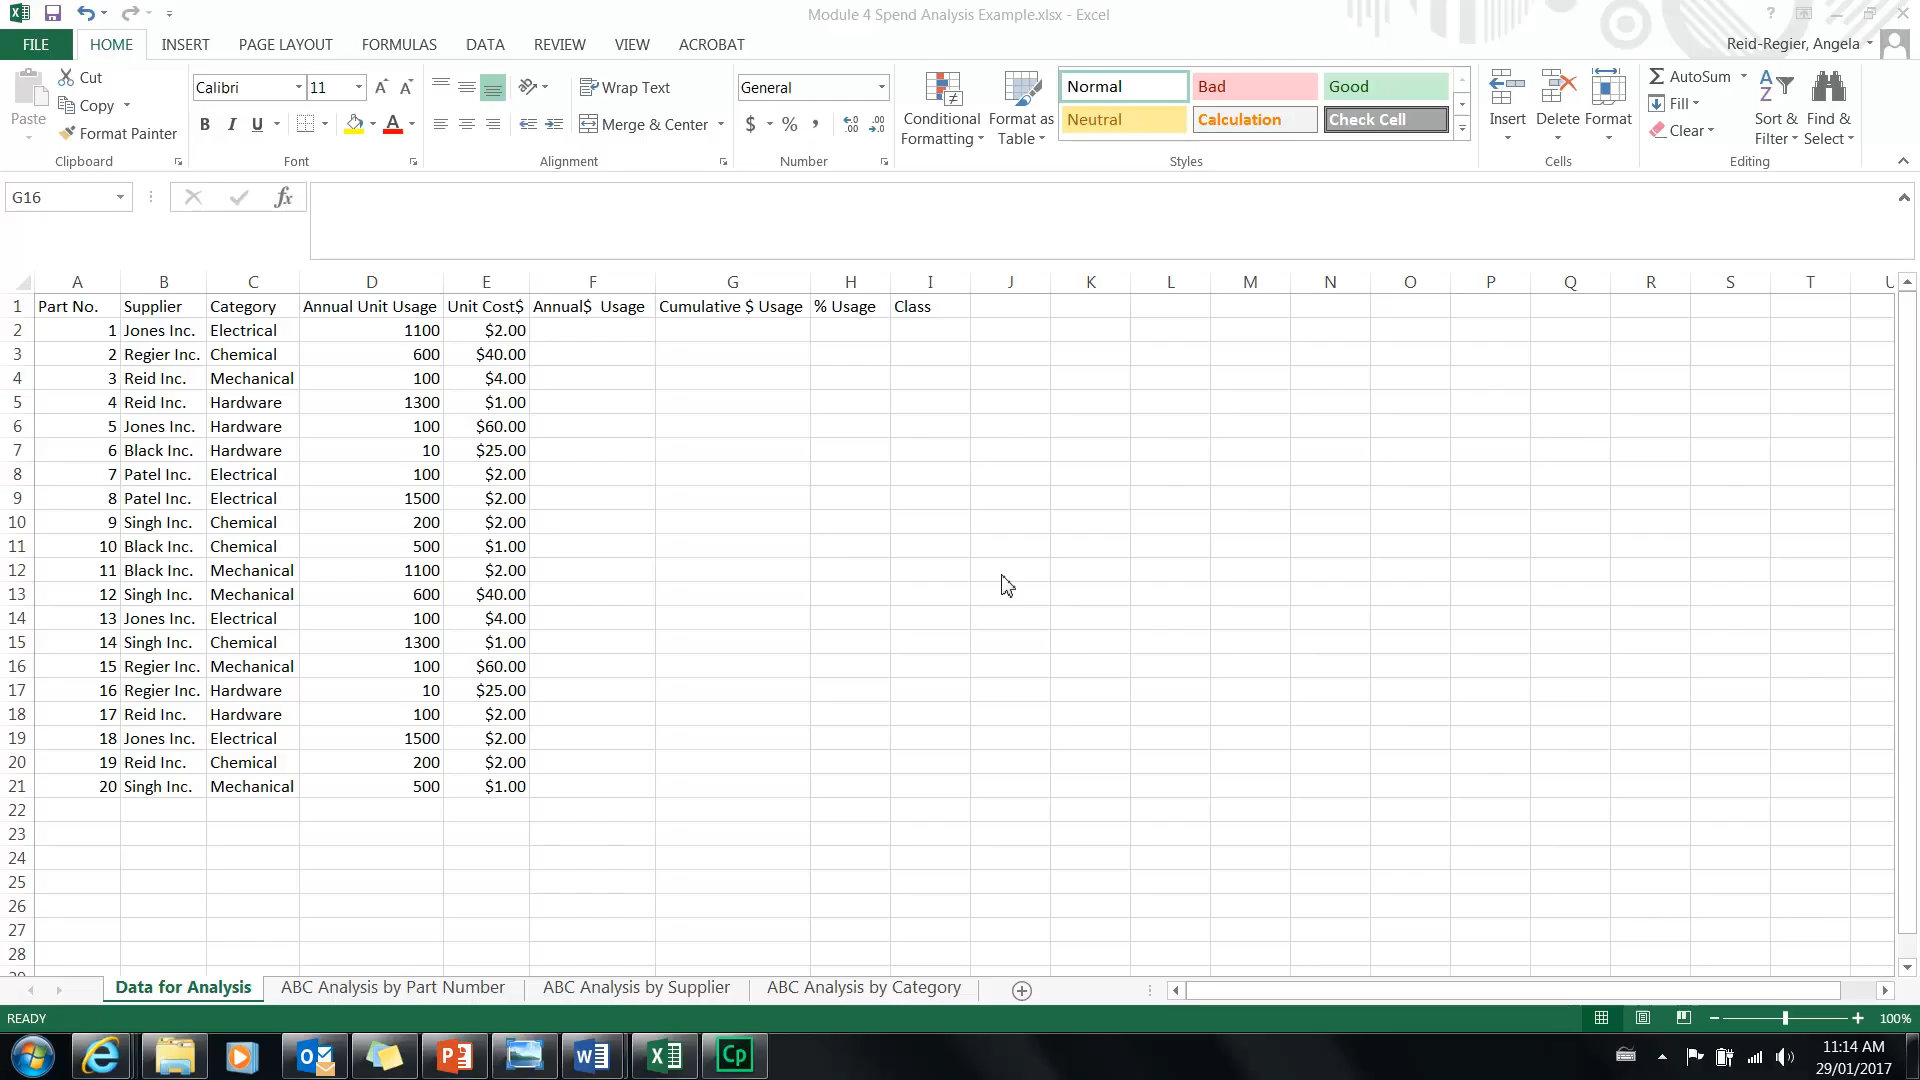 Module 4 Spend Analysis Example.xlsx - Excel
FILE HOME INSERT PAGE LAYOUT FORMULAS DATA REVIEW VIEW ACROBAT Reid-Regier, Angela
Paste Cut Copy Format Painter Clipboard
Calibri 11 B I U Font
Wrap Text Merge & Center Alignment
General $ % , Number
Conditional Formatting Format as Table
Normal Bad Good
Neutral Calculation Check Cell
Styles
Insert Delete Format Cells
AutoSum Fill Clear Sort & Filter Find & Select Editing
G16 fx
A B C D E F G H I J K L M N O P Q R S T U
1 Part No. Supplier Category Annual Unit Usage Unit Cost$ Annual$ Usage Cumulative $ Usage % Usage Class
2 1 Jones Inc. Electrical 1100 $2.00
3 2 Regier Inc. Chemical 600 $40.00
4 3 Reid Inc. Mechanical 100 $4.00
5 4 Reid Inc. Hardware 1300 $1.00
6 5 Jones Inc. Hardware 100 $60.00
7 6 Black Inc. Hardware 10 $25.00
8 7 Patel Inc. Electrical 100 $2.00
9 8 Patel Inc. Electrical 1500 $2.00
10 9 Singh Inc. Chemical 200 $2.00
11 10 Black Inc. Chemical 500 $1.00
12 11 Black Inc. Mechanical 1100 $2.00
13 12 Singh Inc. Mechanical 600 $40.00
14 13 Jones Inc. Electrical 100 $4.00
15 14 Singh Inc. Chemical 1300 $1.00
16 15 Regier Inc. Mechanical 100 $60.00
17 16 Regier Inc. Hardware 10 $25.00
18 17 Reid Inc. Hardware 100 $2.00
19 18 Jones Inc. Electrical 1500 $2.00
20 19 Reid Inc. Chemical 200 $2.00
21 20 Singh Inc. Mechanical 500 $1.00
22
23
24
25
26
27
28
29
Data for Analysis ABC Analysis by Part Number ABC Analysis by Supplier ABC Analysis by Category
READY 100%
11:14 AM
29/01/2017